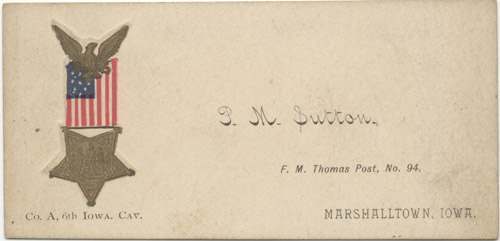 P. M. Sutton.
F. M. Thomas Post, No. 94.
Co. A, 6th Iowa, Cav.
MARSHALLTOWN, IOWA.